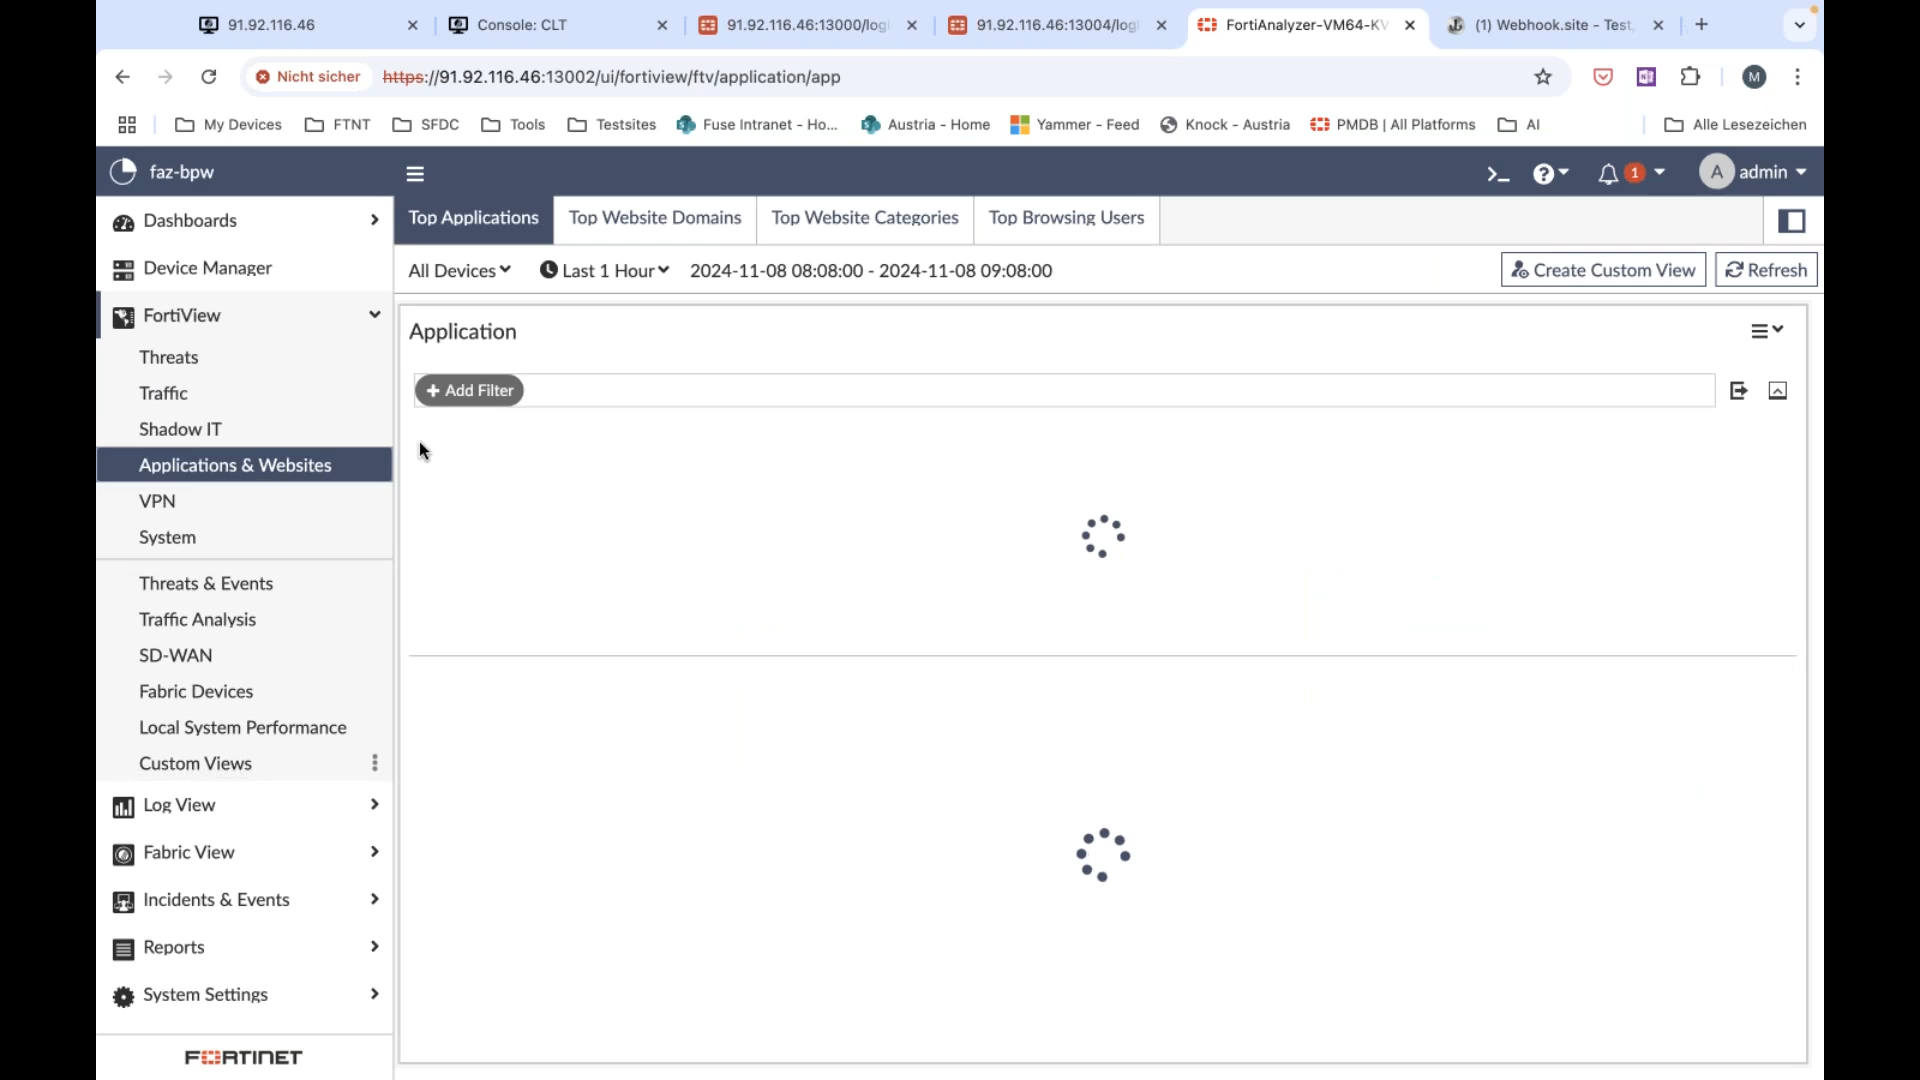 91.92.116.46
Console: CLT
91.92.116.46:13000/logi
91.92.116.46:13004/logi
FortiAnalyzer-VM64-KV
(1) Webhook.site - Test,
Nicht sicher
https://91.92.116.46:13002/ui/fortiview/ftv/application/app
M
My Devices
FTNT
SFDC
Tools
Testsites
Fuse Intranet - Ho...
Austria - Home
Yammer - Feed
Knock - Austria
PMDB | All Platforms
AI
Alle Lesezeichen
faz-bpw
1
A
admin
Dashboards
Device Manager
FortiView
Threats
Traffic
Shadow IT
Applications & Websites
VPN
System
Threats & Events
Traffic Analysis
SD-WAN
Fabric Devices
Local System Performance
Custom Views
Log View
Fabric View
Incidents & Events
Reports
System Settings
FORTINET
Top Applications
Top Website Domains
Top Website Categories
Top Browsing Users
All Devices
Last 1 Hour
2024-11-08 08:08:00 - 2024-11-08 09:08:00
Create Custom View
Refresh
Application
+ Add Filter